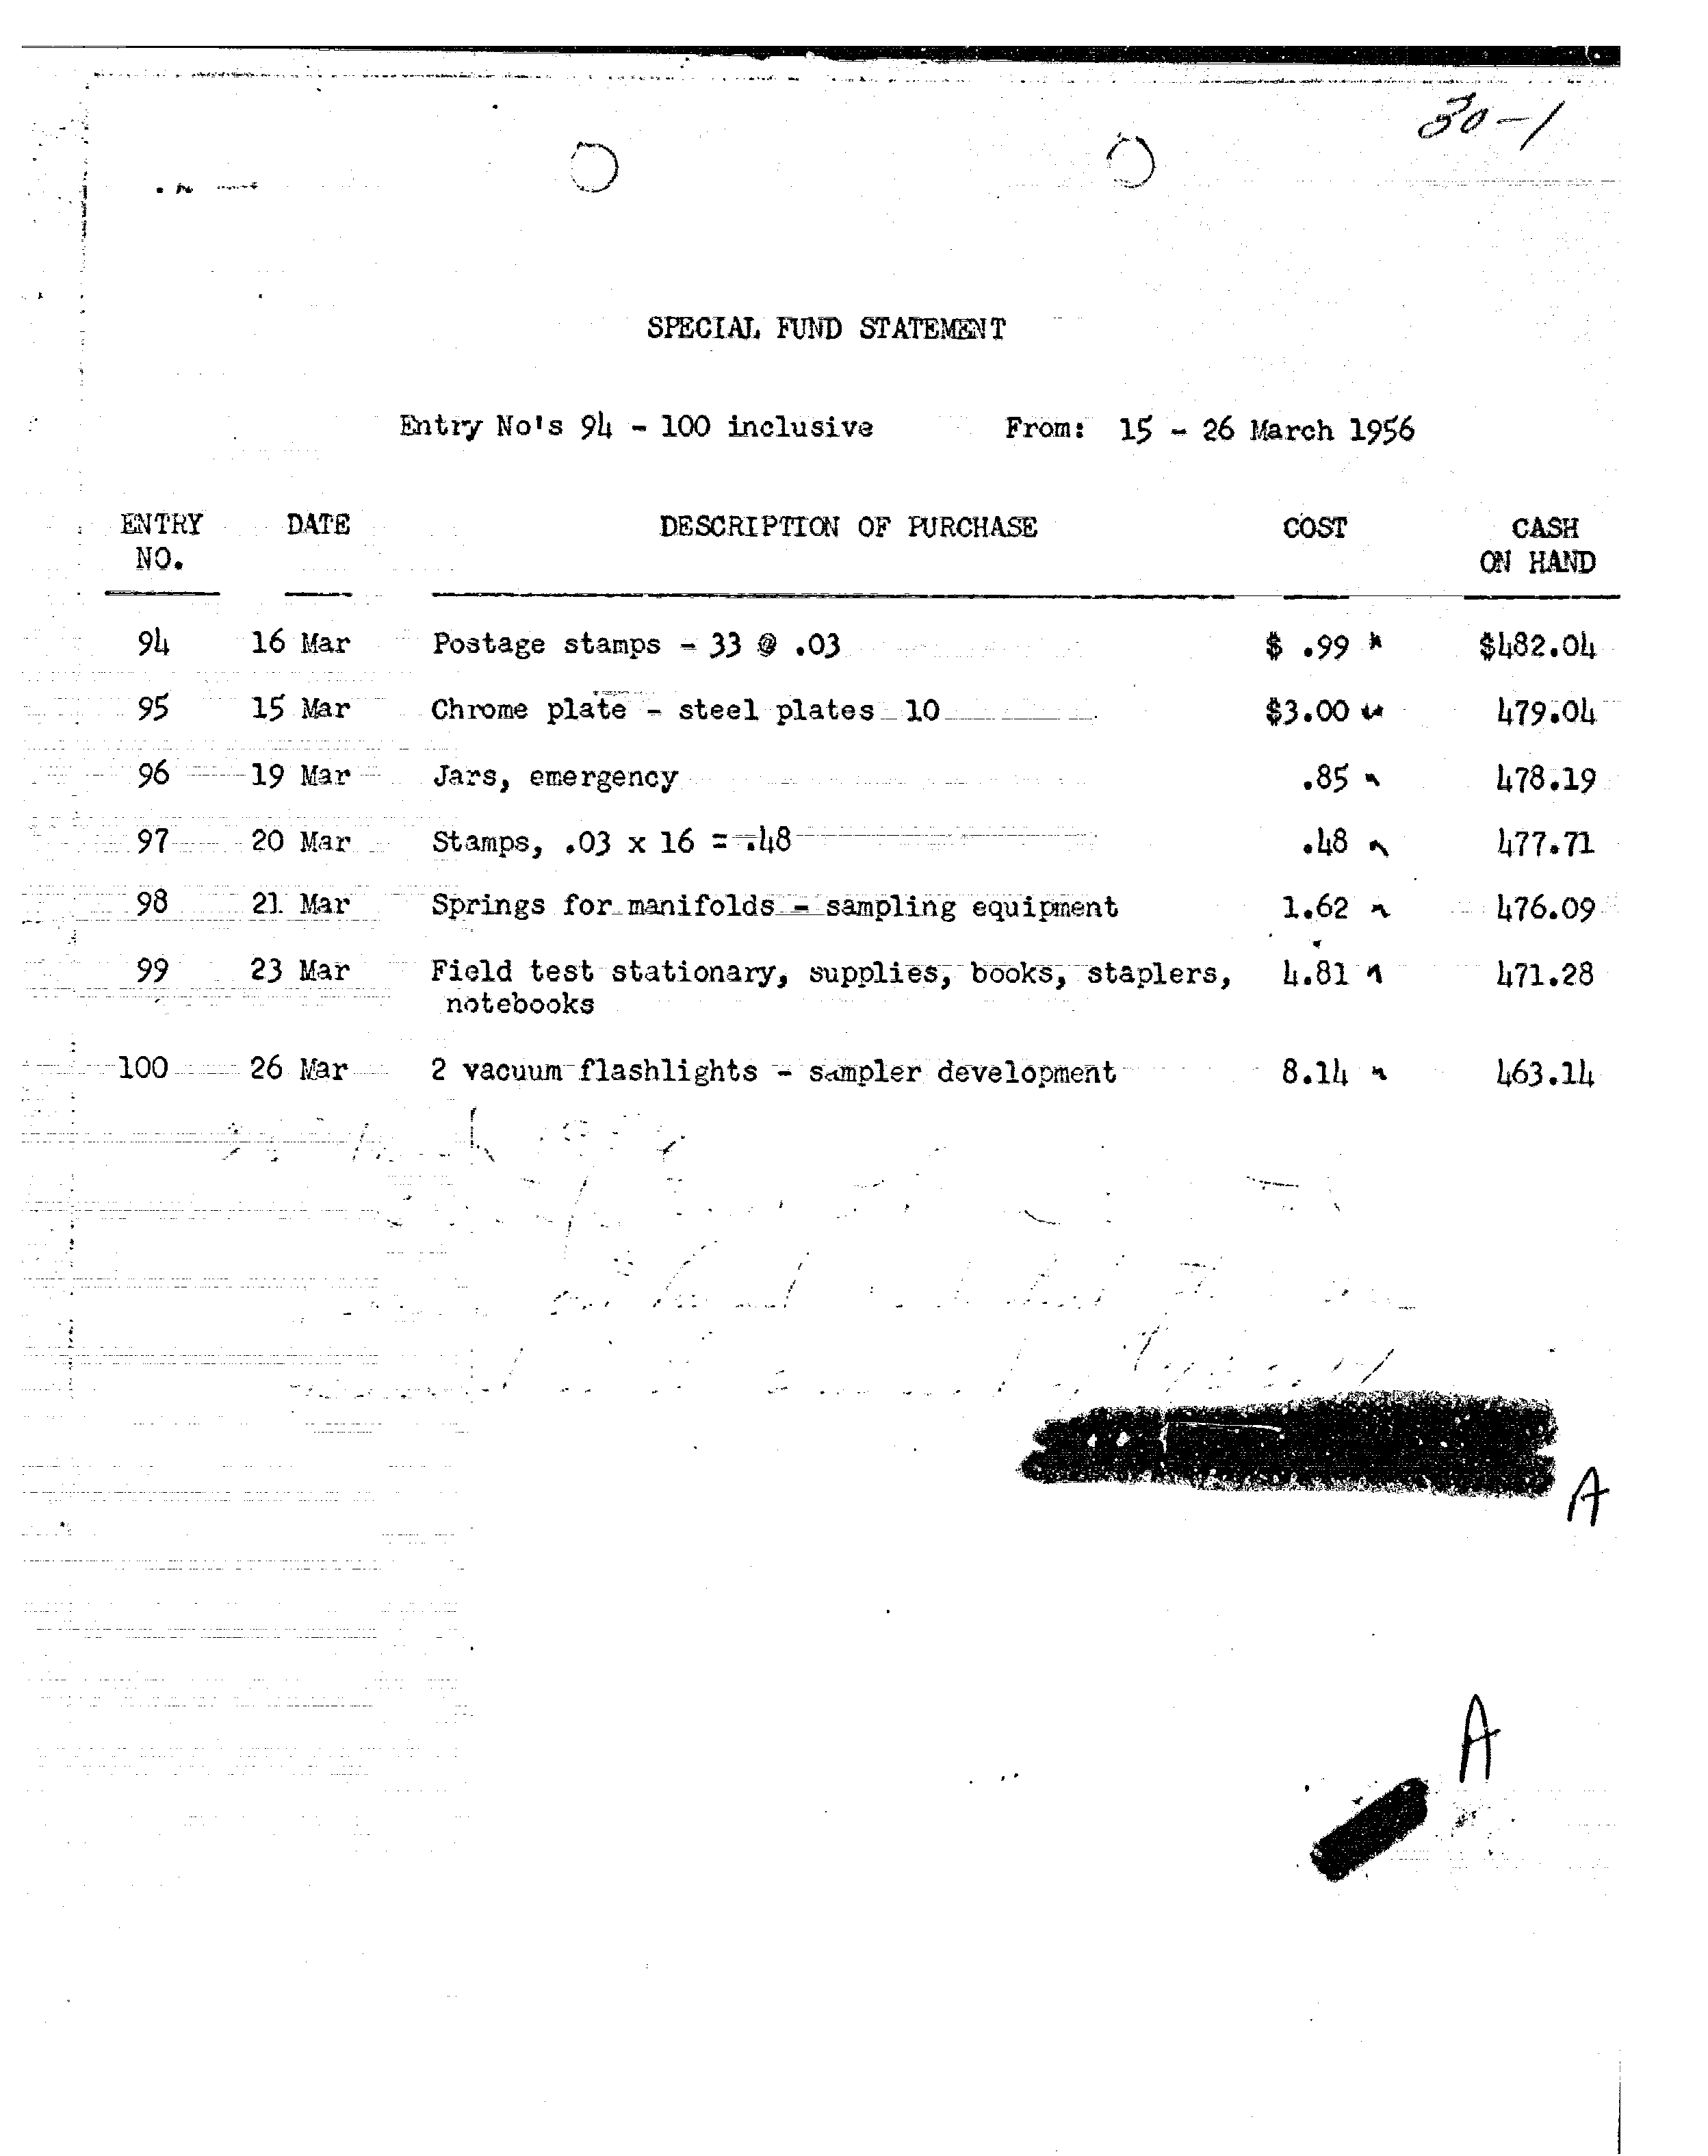 30-1
SPECIAL FUND STATEMENT
Entry No's 94 - 100 inclusive From: 15 - 26 March 1956
ENTRY DATE DESCRIPTION OF PURCHASE COST CASH
NO. ON HAND
94 16 Mar Postage stamps - 33 @ .03 $ .99 $482.04
95 15 Mar Chrome plate - steel plates 10 $3.00 479.04
96 19 Mar Jars, emergency .85 478.19
97 20 Mar Stamps, .03 x 16 = .48 .48 477.71
98 21 Mar Springs for manifolds - sampling equipment 1.62 476.09
99 23 Mar Field test stationary, supplies, books, staplers, 4.81 471.28
notebooks
100 26 Mar 2 vacuum flashlights - sampler development 8.14 463.14
A
A